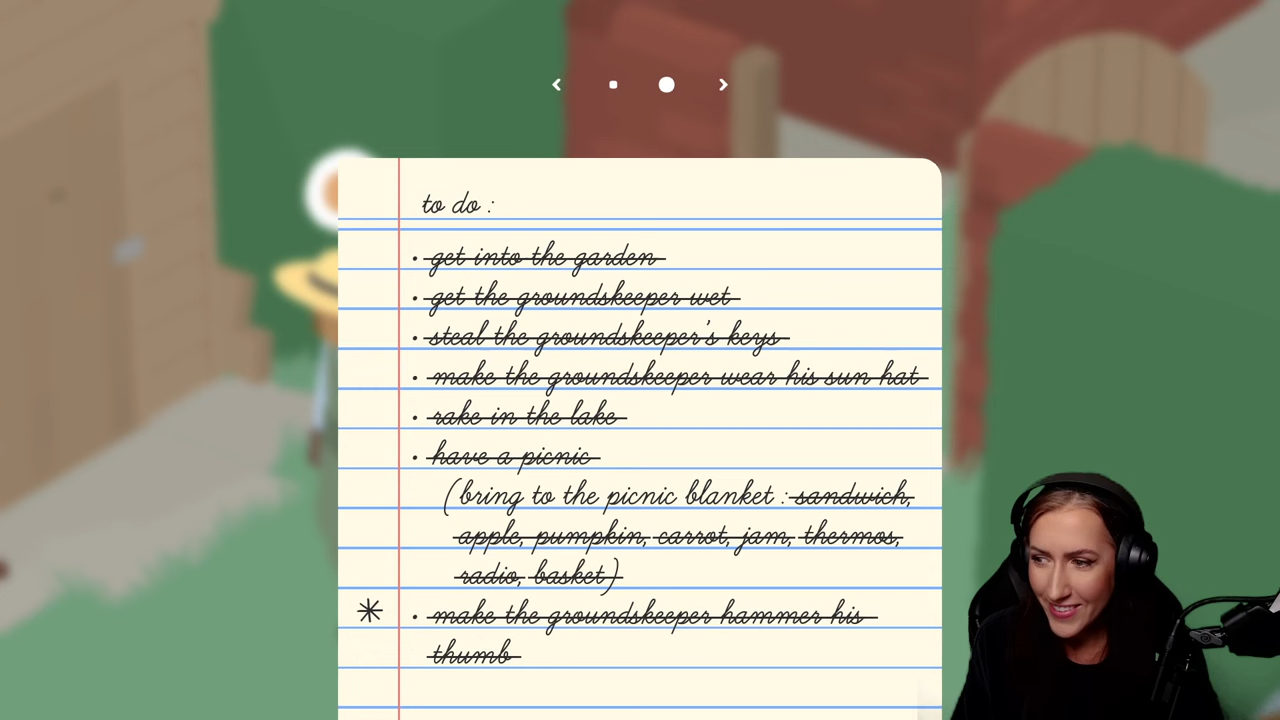 to do :
• get into the garden
• get the groundskeeper wet
• steal the groundskeeper's keys
• make the groundskeeper wear his sun hat
• rake in the lake
• have a picnic
(bring to the picnic blanket : sandwich,
apple, pumpkin, carrot, jam, thermos,
radio, basket)
• make the groundskeeper hammer his
thumb